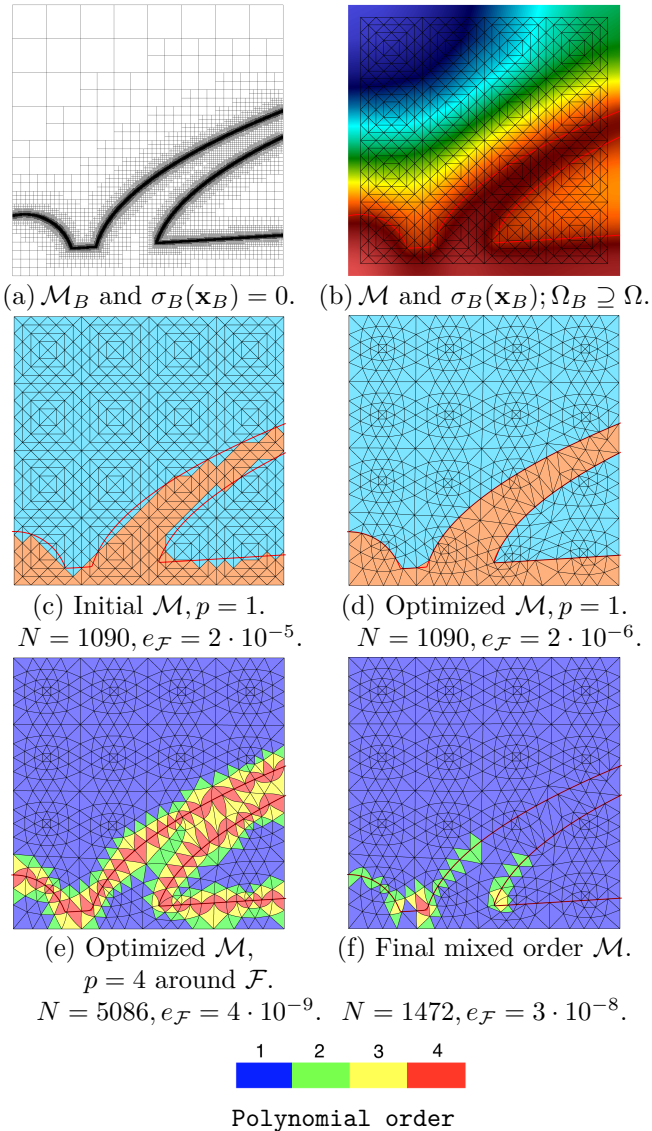 (a) $\mathcal{M}_B$ and $\sigma_B(\mathbf{x}_B) = 0$.
(b) $\mathcal{M}$ and $\sigma_B(\mathbf{x}_B); \Omega_B \supseteq \Omega$.
(c) Initial $\mathcal{M}, p = 1$.
$N = 1090, e_{\mathcal{F}} = 2 \cdot 10^{-5}$.
(d) Optimized $\mathcal{M}, p = 1$.
$N = 1090, e_{\mathcal{F}} = 2 \cdot 10^{-6}$.
(e) Optimized $\mathcal{M}$,
$p = 4$ around $\mathcal{F}$.
$N = 5086, e_{\mathcal{F}} = 4 \cdot 10^{-9}$.
(f) Final mixed order $\mathcal{M}$.
$N = 1472, e_{\mathcal{F}} = 3 \cdot 10^{-8}$.
1 2 3 4
Polynomial order